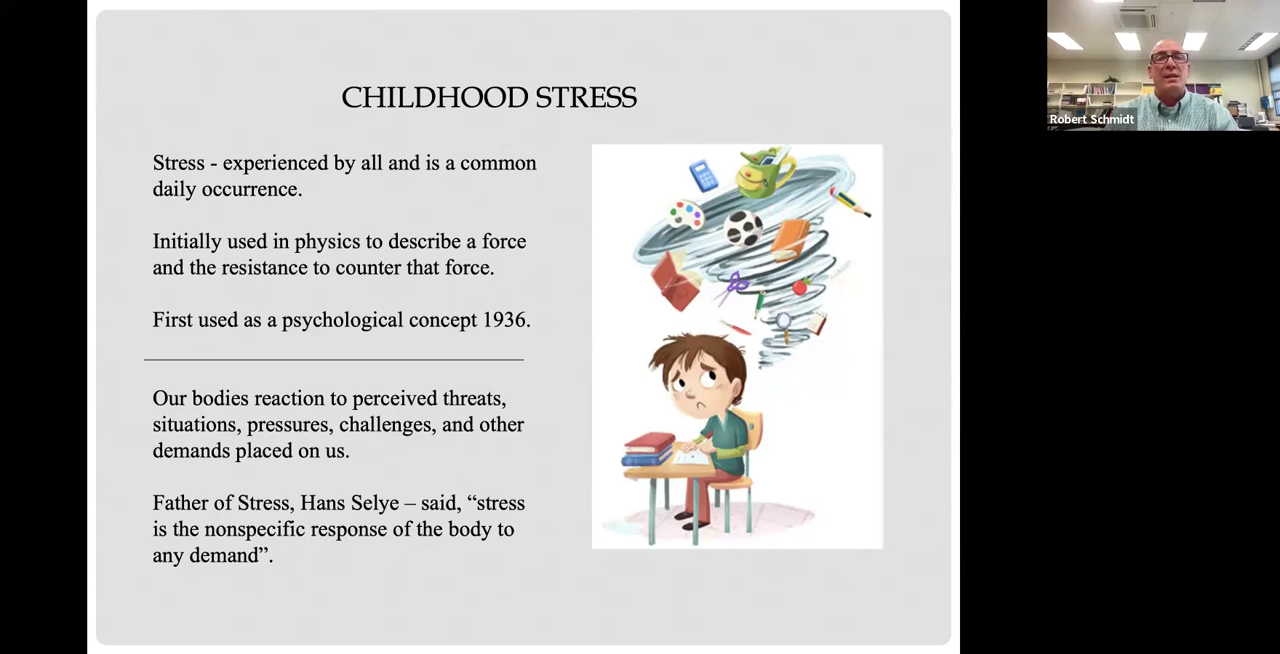 CHILDHOOD STRESS
Stress - experienced by all and is a common
daily occurrence.
Initially used in physics to describe a force
and the resistance to counter that force.
First used as a psychological concept 1936.
Our bodies reaction to perceived threats,
situations, pressures, challenges, and other
demands placed on us.
Father of Stress, Hans Selye – said, “stress
is the nonspecific response of the body to
any demand”.
Robert Schmidt